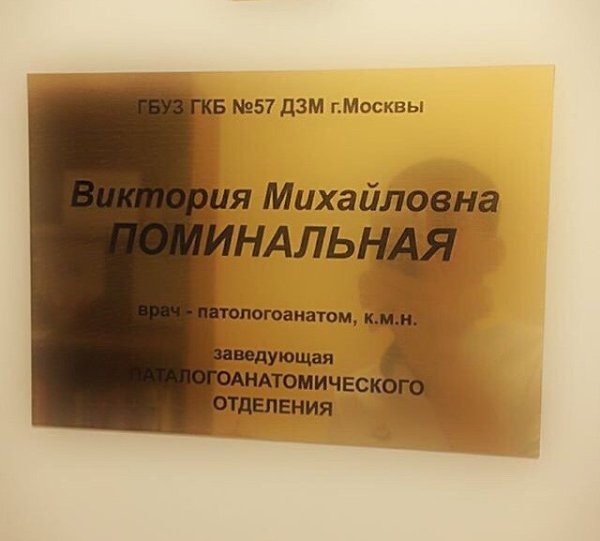 ГБУЗ ГКБ №57 ДЗМ г.Москвы
Виктория Михайловна
ПОМИНАЛЬНАЯ
врач - патологоанатом, к.м.н.
заведующая
ПАТАЛОГОАНАТОМИЧЕСКОГО
ОТДЕЛЕНИЯ